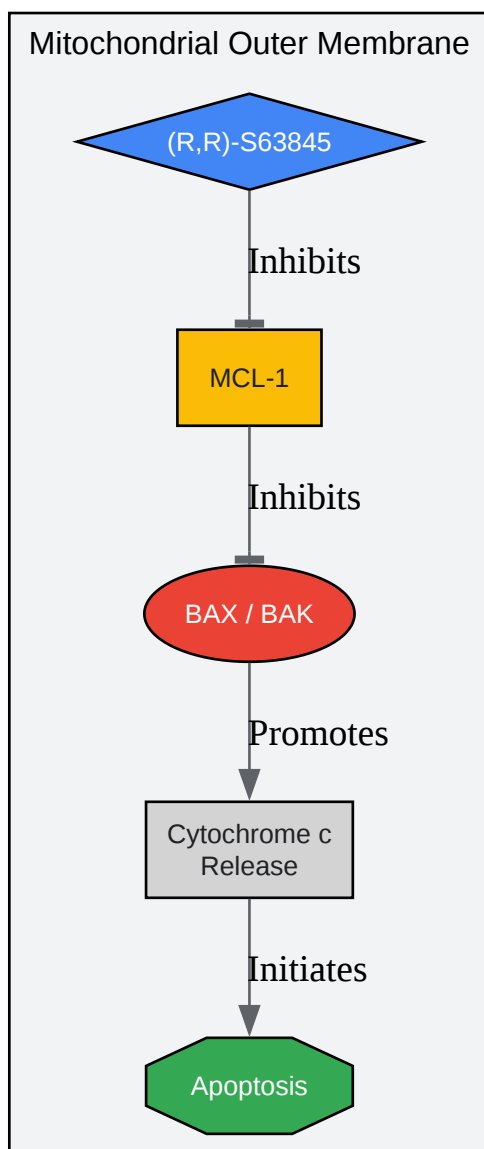 Mitochondrial Outer Membrane
(R,R)-S63845
Inhibits
MCL-1
Inhibits
BAX / BAK
Promotes
Cytochrome c
Release
Initiates
Apoptosis